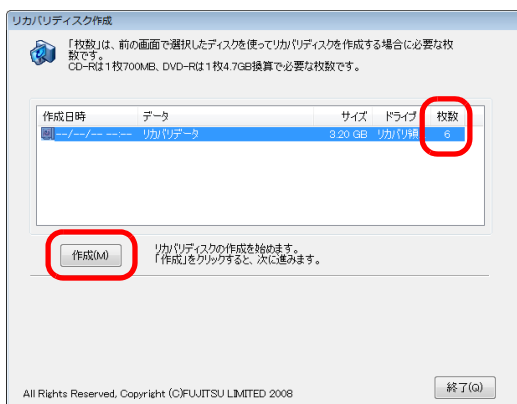 リカバリディスク作成
「枚数」は、前の画面で選択したディスクを使ってリカバリディスクを作成する場合に必要な枚
数です。
CD-Rは1枚700MB、DVD-Rは1枚4.7GB換算で必要な枚数です。
作成日時 データ サイズ ドライブ 枚数
--/--/-- --:-- リカバリデータ 3.20 GB リカバリ領 6
作成(M)
リカバリディスクの作成を始めます。
「作成」をクリックすると、次に進みます。
All Rights Reserved, Copyright (C)FUJITSU LIMITED 2008
終了(Q)